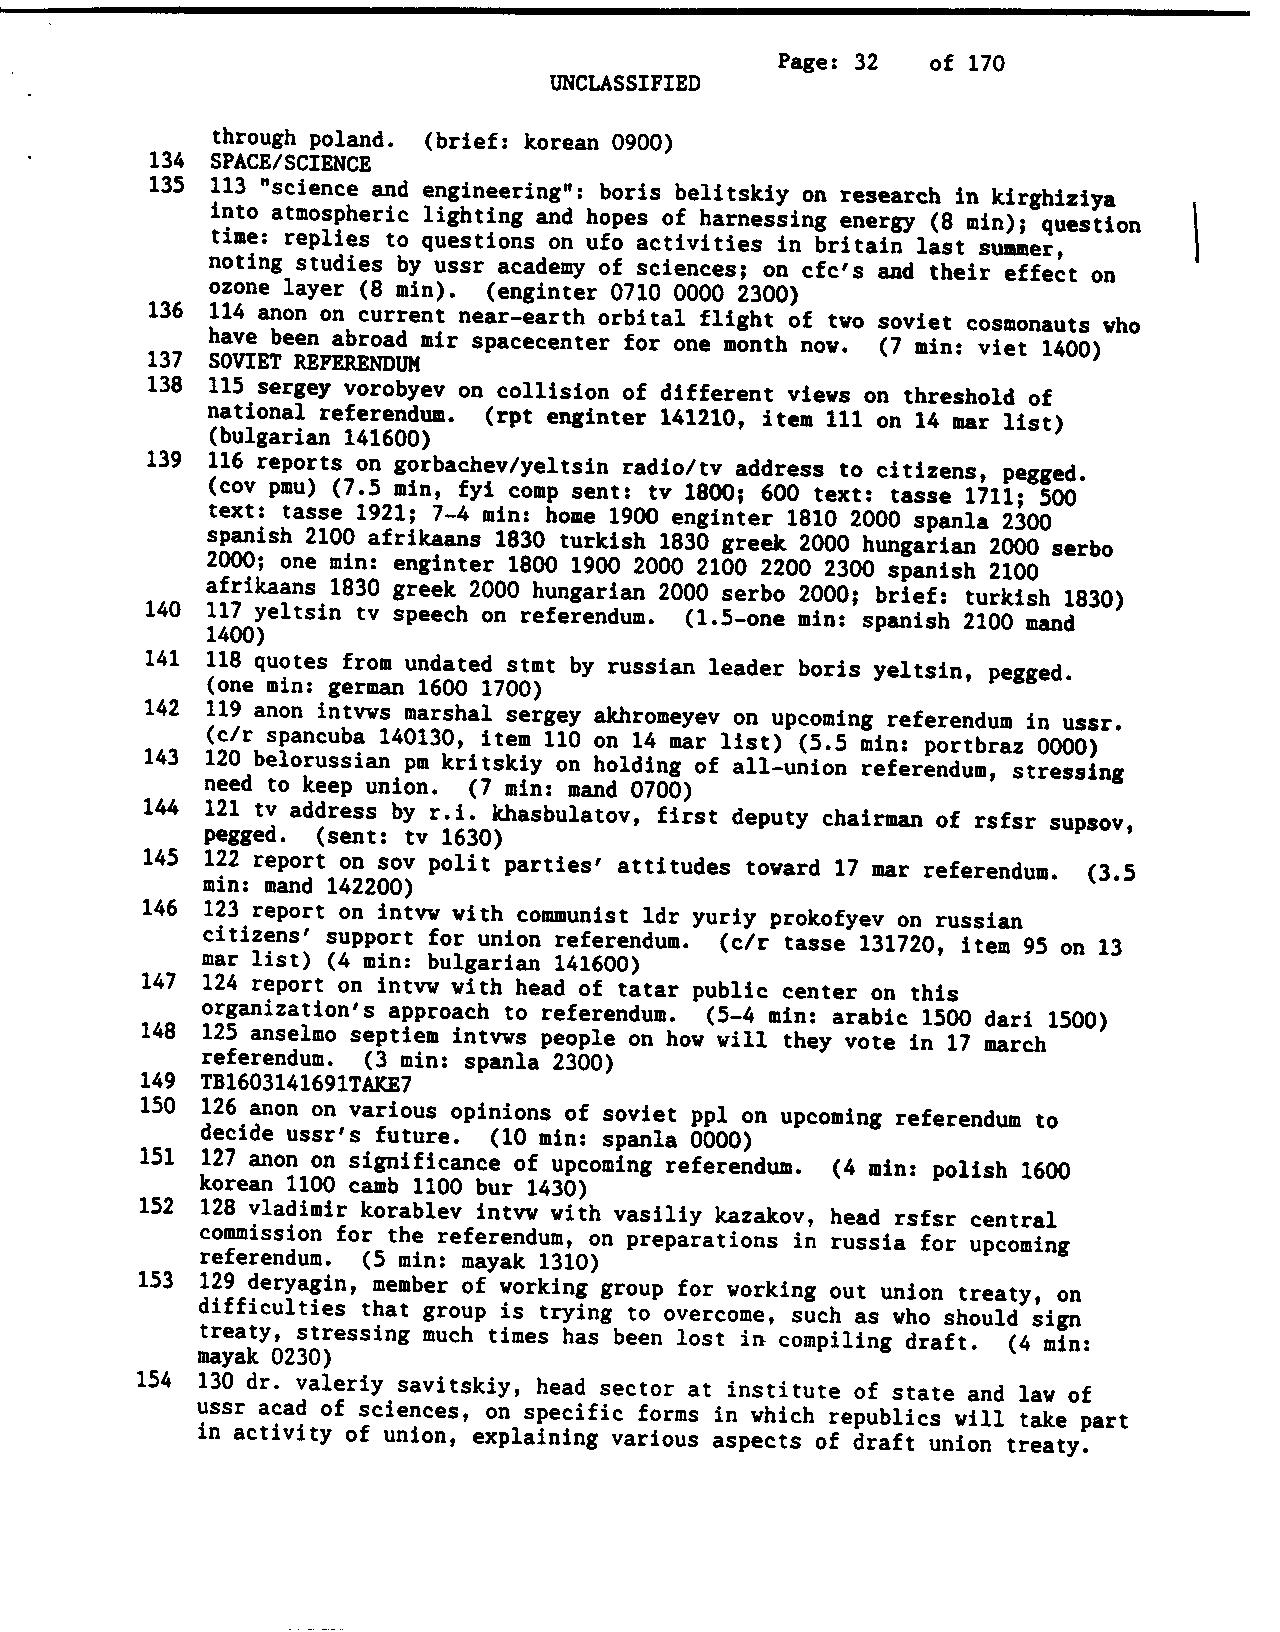 Page: 32 of 170
UNCLASSIFIED
through poland. (brief: korean 0900)
134 SPACE/SCIENCE
135 113 "science and engineering": boris belitskiy on research in kirghiziya
into atmospheric lighting and hopes of harnessing energy (8 min); question
time: replies to questions on ufo activities in britain last summer,
noting studies by ussr academy of sciences; on cfc's and their effect on
ozone layer (8 min). (enginter 0710 0000 2300)
136 114 anon on current near-earth orbital flight of two soviet cosmonauts who
have been abroad mir spacecenter for one month now. (7 min: viet 1400)
137 SOVIET REFERENDUM
138 115 sergey vorobyev on collision of different views on threshold of
national referendum. (rpt enginter 141210, item 111 on 14 mar list)
(bulgarian 141600)
139 116 reports on gorbachev/yeltsin radio/tv address to citizens, pegged.
(cov pmu) (7.5 min, fyi comp sent: tv 1800; 600 text: tasse 1711; 500
text: tasse 1921; 7-4 min: home 1900 enginter 1810 2000 spanla 2300
spanish 2100 afrikaans 1830 turkish 1830 greek 2000 hungarian 2000 serbo
2000; one min: enginter 1800 1900 2000 2100 2200 2300 spanish 2100
afrikaans 1830 greek 2000 hungarian 2000 serbo 2000; brief: turkish 1830)
140 117 yeltsin tv speech on referendum. (1.5-one min: spanish 2100 mand
1400)
141 118 quotes from undated stmt by russian leader boris yeltsin, pegged.
(one min: german 1600 1700)
142 119 anon intvws marshal sergey akhromeyev on upcoming referendum in ussr.
(c/r spancuba 140130, item 110 on 14 mar list) (5.5 min: portbraz 0000)
143 120 belorussian pm kritskiy on holding of all-union referendum, stressing
need to keep union. (7 min: mand 0700)
144 121 tv address by r.i. khasbulatov, first deputy chairman of rsfsr supsov,
pegged. (sent: tv 1630)
145 122 report on sov polit parties' attitudes toward 17 mar referendum. (3.5
min: mand 142200)
146 123 report on intvw with communist ldr yuriy prokofyev on russian
citizens' support for union referendum. (c/r tasse 131720, item 95 on 13
mar list) (4 min: bulgarian 141600)
147 124 report on intvw with head of tatar public center on this
organization's approach to referendum. (5-4 min: arabic 1500 dari 1500)
148 125 anselmo septiem intvws people on how will they vote in 17 march
referendum. (3 min: spanla 2300)
149 TB1603141691TAKE7
150 126 anon on various opinions of soviet ppl on upcoming referendum to
decide ussr's future. (10 min: spanla 0000)
151 127 anon on significance of upcoming referendum. (4 min: polish 1600
korean 1100 camb 1100 bur 1430)
152 128 vladimir korablev intvw with vasiliy kazakov, head rsfsr central
commission for the referendum, on preparations in russia for upcoming
referendum. (5 min: mayak 1310)
153 129 deryagin, member of working group for working out union treaty, on
difficulties that group is trying to overcome, such as who should sign
treaty, stressing much times has been lost in compiling draft. (4 min:
mayak 0230)
154 130 dr. valeriy savitskiy, head sector at institute of state and law of
ussr acad of sciences, on specific forms in which republics will take part
in activity of union, explaining various aspects of draft union treaty.